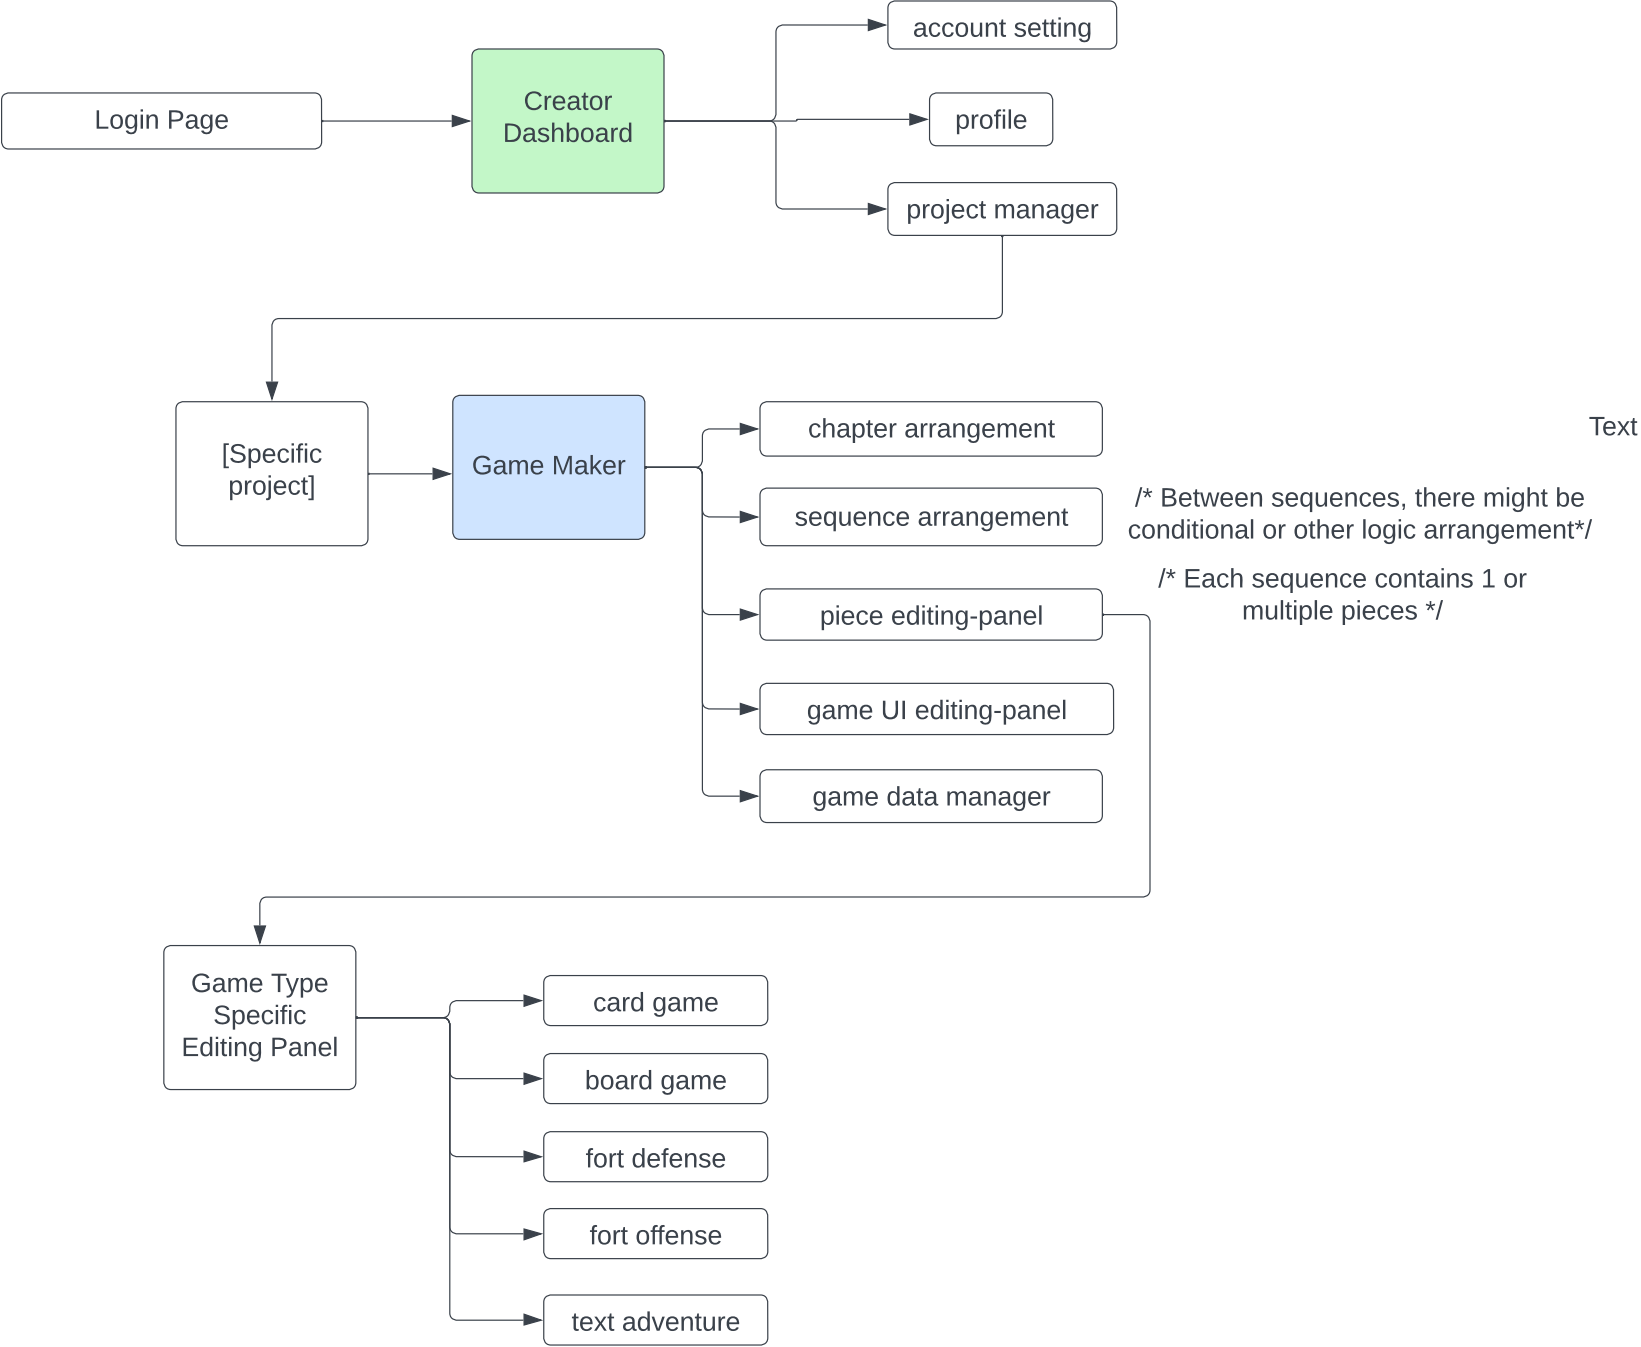 account setting
Creator
Dashboard
Login Page
profile
project manager
[Specific
project]
Game Maker
chapter arrangement
Text
sequence arrangement
/* Between sequences, there might be
conditional or other logic arrangement*/
/* Each sequence contains 1 or
multiple pieces */
piece editing-panel
game UI editing-panel
game data manager
Game Type
Specific
Editing Panel
card game
board game
fort defense
fort offense
text adventure